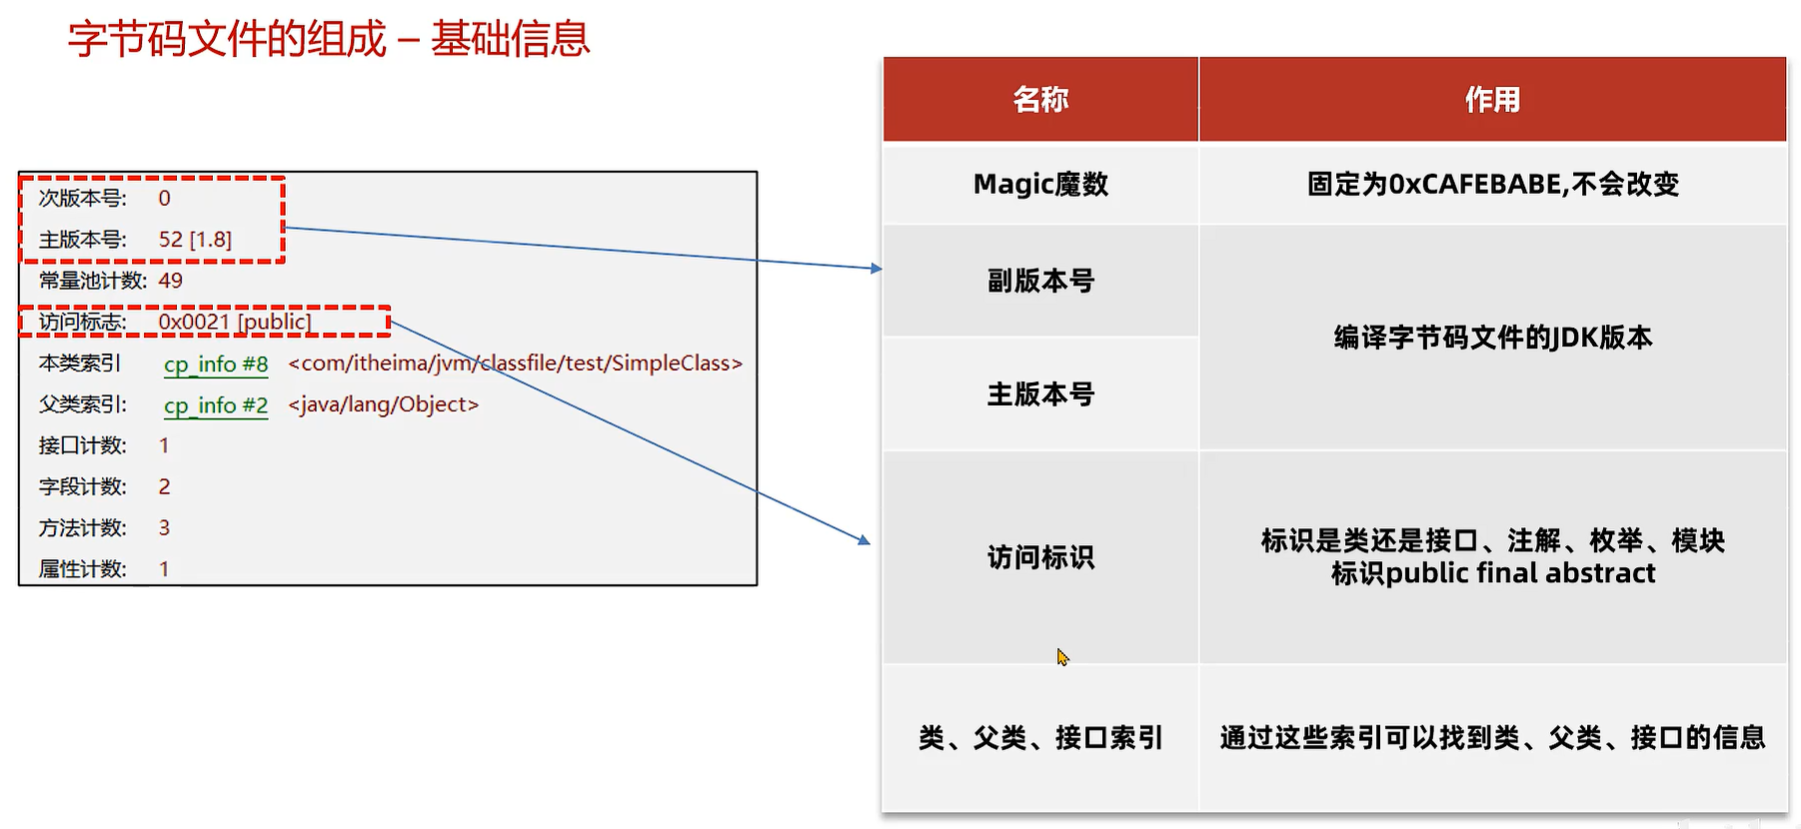 字节码文件的组成 – 基础信息
次版本号: 0
主版本号: 52 [1.8]
常量池计数: 49
访问标志: 0x0021 [public]
本类索引 cp_info #8 <com/itheima/jvm/classfile/test/SimpleClass>
父类索引: cp_info #2 <java/lang/Object>
接口计数: 1
字段计数: 2
方法计数: 3
属性计数: 1
名称 作用
Magic魔数 固定为0xCAFEBABE,不会改变
副版本号
编译字节码文件的JDK版本
主版本号
访问标识
标识是类还是接口、注解、枚举、模块
标识public final abstract
类、父类、接口索引 通过这些索引可以找到类、父类、接口的信息